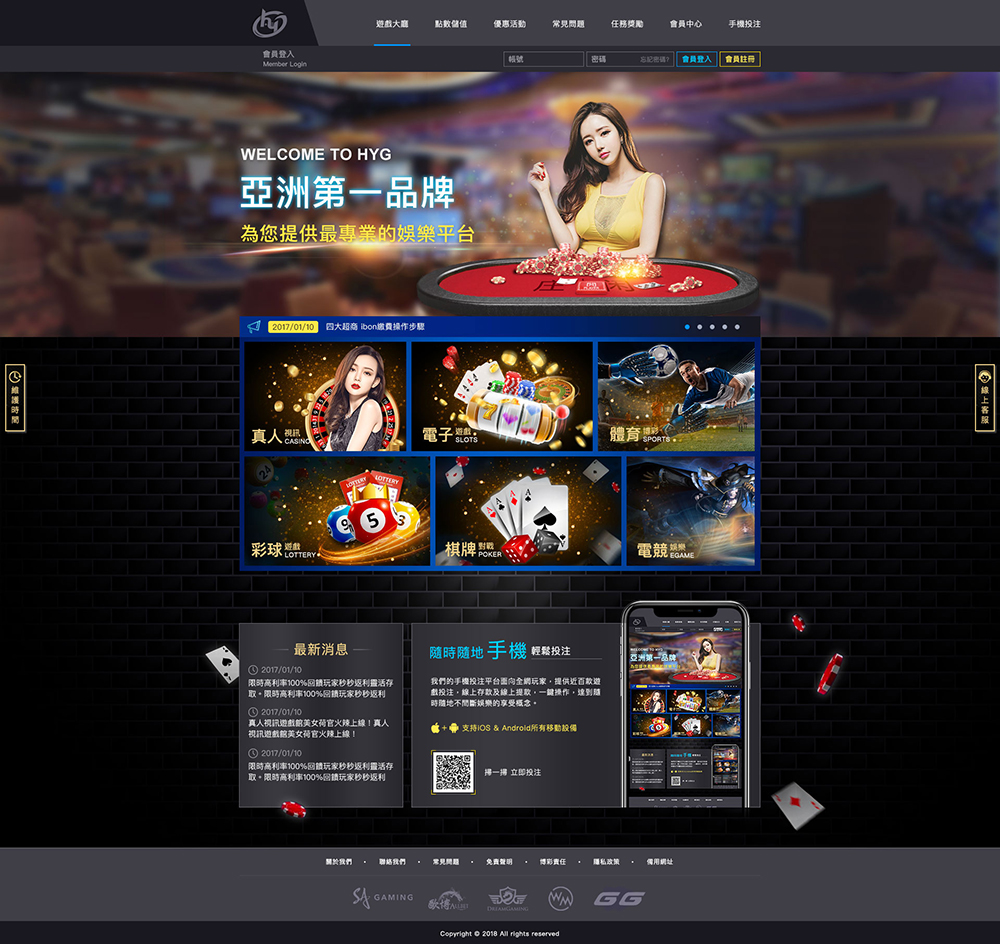 hy
遊戲大廳 點數儲值 優惠活動 常見問題 任務獎勵 會員中心 手機投注
會員登入
Member Login
帳號 密碼 忘記密碼? 會員登入 會員註冊
WELCOME TO HYG
亞洲第一品牌
為您提供最專業的娛樂平台
2017/01/10 四大超商 ibon繳費操作步驟
維護時間
線上客服
真人 視訊 CASINO
電子 遊戲 SLOTS
體育 博彩 SPORTS
彩球 遊戲 LOTTERY
棋牌 對戰 POKER
電競 娛樂 EGAME
最新消息
2017/01/10
限時高利率100%回饋玩家秒秒返利靈活存
取。限時高利率100%回饋玩家秒秒返利
2017/01/10
真人視訊遊戲館美女荷官火辣上線！真人
視訊遊戲館美女荷官火辣上線！
2017/01/10
限時高利率100%回饋玩家秒秒返利靈活存
取。限時高利率100%回饋玩家秒秒返利
隨時隨地 手機 輕鬆投注
我們的手機投注平台面向全網玩家，提供近百款遊
戲投注，線上存款及線上提款，一鍵操作，達到隨
時隨地不間斷娛樂的享受概念。
+ 支持iOS & Android所有移動設備
掃一掃 立即投注
關於我們 • 聯絡我們 • 常見問題 • 免責聲明 • 博彩責任 • 隱私政策 • 備用網址
SA GAMING
歐博 ALLBET
DREAMGAMING
WM
GG
Copyright © 2018 All rights reserved